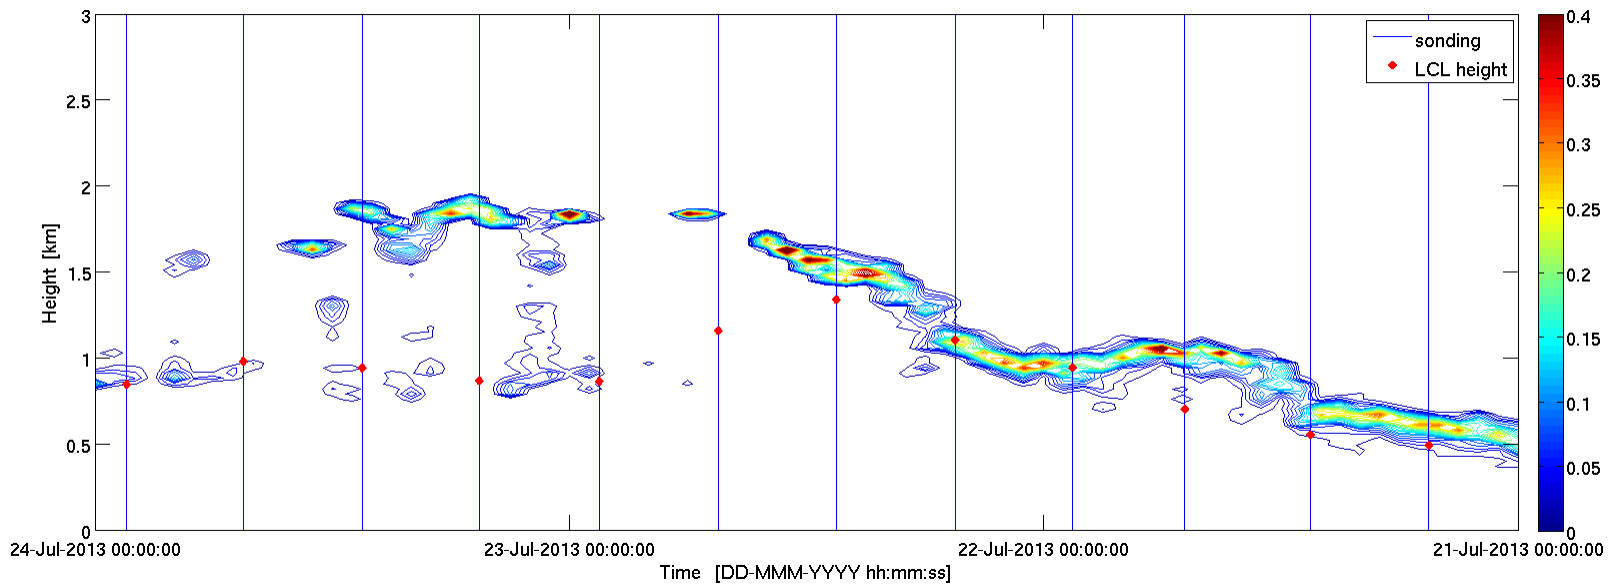 3
2.5
2
1.5
1
0.5
0
Height [km]
sonding
LCL height
0.4
0.35
0.3
0.25
0.2
0.15
0.1
0.05
0
24-Jul-2013 00:00:00
23-Jul-2013 00:00:00
22-Jul-2013 00:00:00
21-Jul-2013 00:00:00
Time [DD-MMM-YYYY hh:mm:ss]